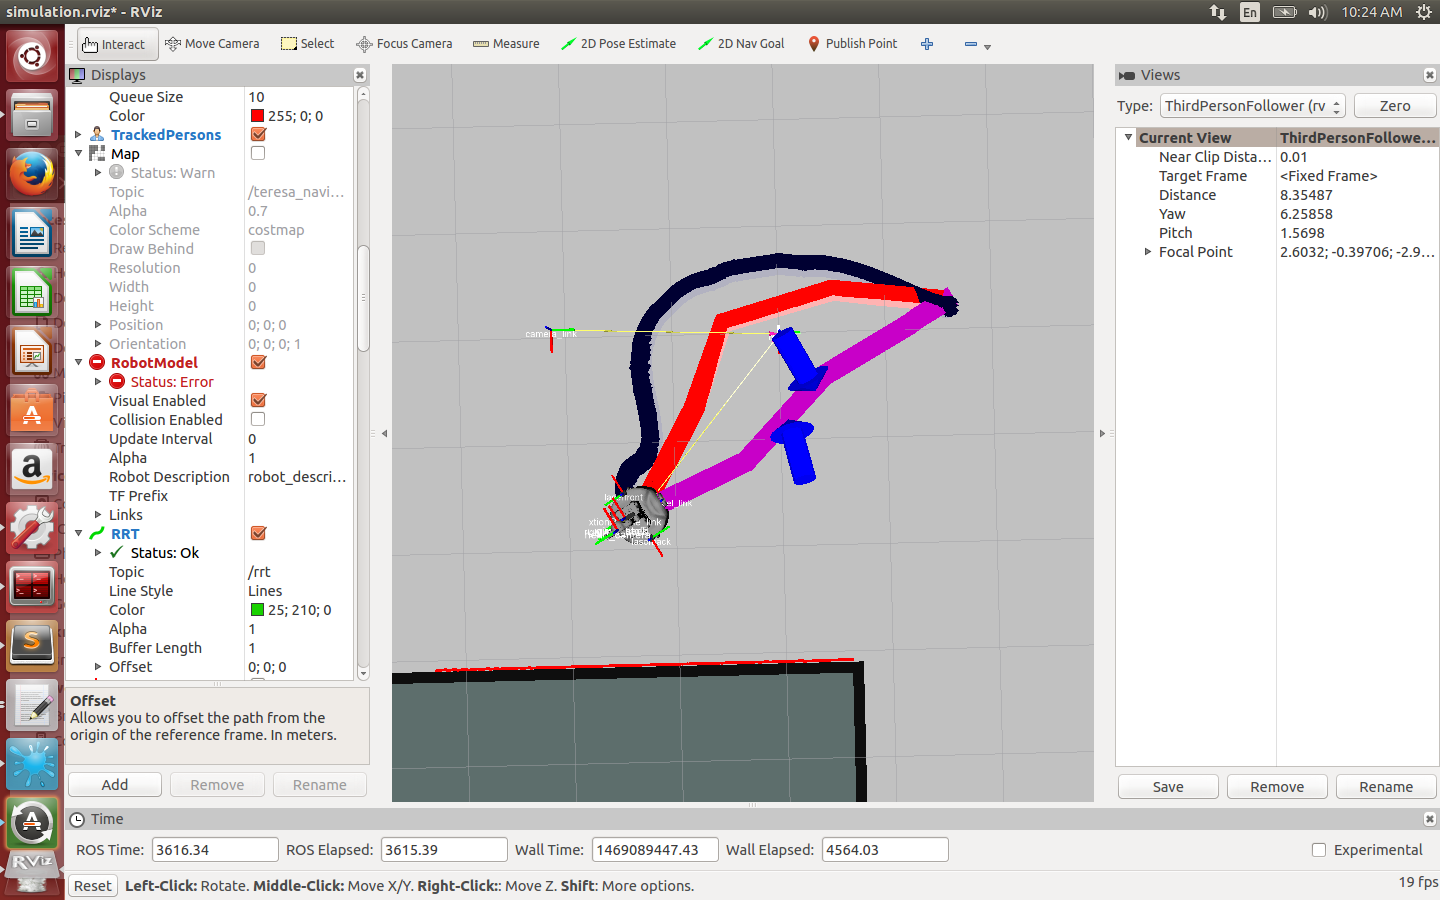 simulation.rviz* - RViz
En
10:24 AM
Interact
Move Camera
Select
Focus Camera
Measure
2D Pose Estimate
2D Nav Goal
Publish Point
Displays
Queue Size 10
Color 255; 0; 0
TrackedPersons
Map
Status: Warn
Topic /teresa_navi...
Alpha 0.7
Color Scheme costmap
Draw Behind
Resolution 0
Width 0
Height 0
Position 0; 0; 0
Orientation 0; 0; 0; 1
RobotModel
Status: Error
Visual Enabled
Collision Enabled
Update Interval 0
Alpha 1
Robot Description robot_descri...
TF Prefix
Links
RRT
Status: Ok
Topic /rrt
Line Style Lines
Color 25; 210; 0
Alpha 1
Buffer Length 1
Offset 0; 0; 0
Offset
Allows you to offset the path from the
origin of the reference frame. In meters.
Add
Remove
Rename
camera_link
Views
Type: ThirdPersonFollower (rv
Zero
Current View ThirdPersonFollowe...
Near Clip Dista... 0.01
Target Frame <Fixed Frame>
Distance 8.35487
Yaw 6.25858
Pitch 1.5698
Focal Point 2.6032; -0.39706; -2.9...
Save
Remove
Rename
Time
ROS Time: 3616.34
ROS Elapsed: 3615.39
Wall Time: 1469089447.43
Wall Elapsed: 4564.03
Experimental
Reset
Left-Click: Rotate. Middle-Click: Move X/Y. Right-Click:: Move Z. Shift: More options.
19 fps
RViz